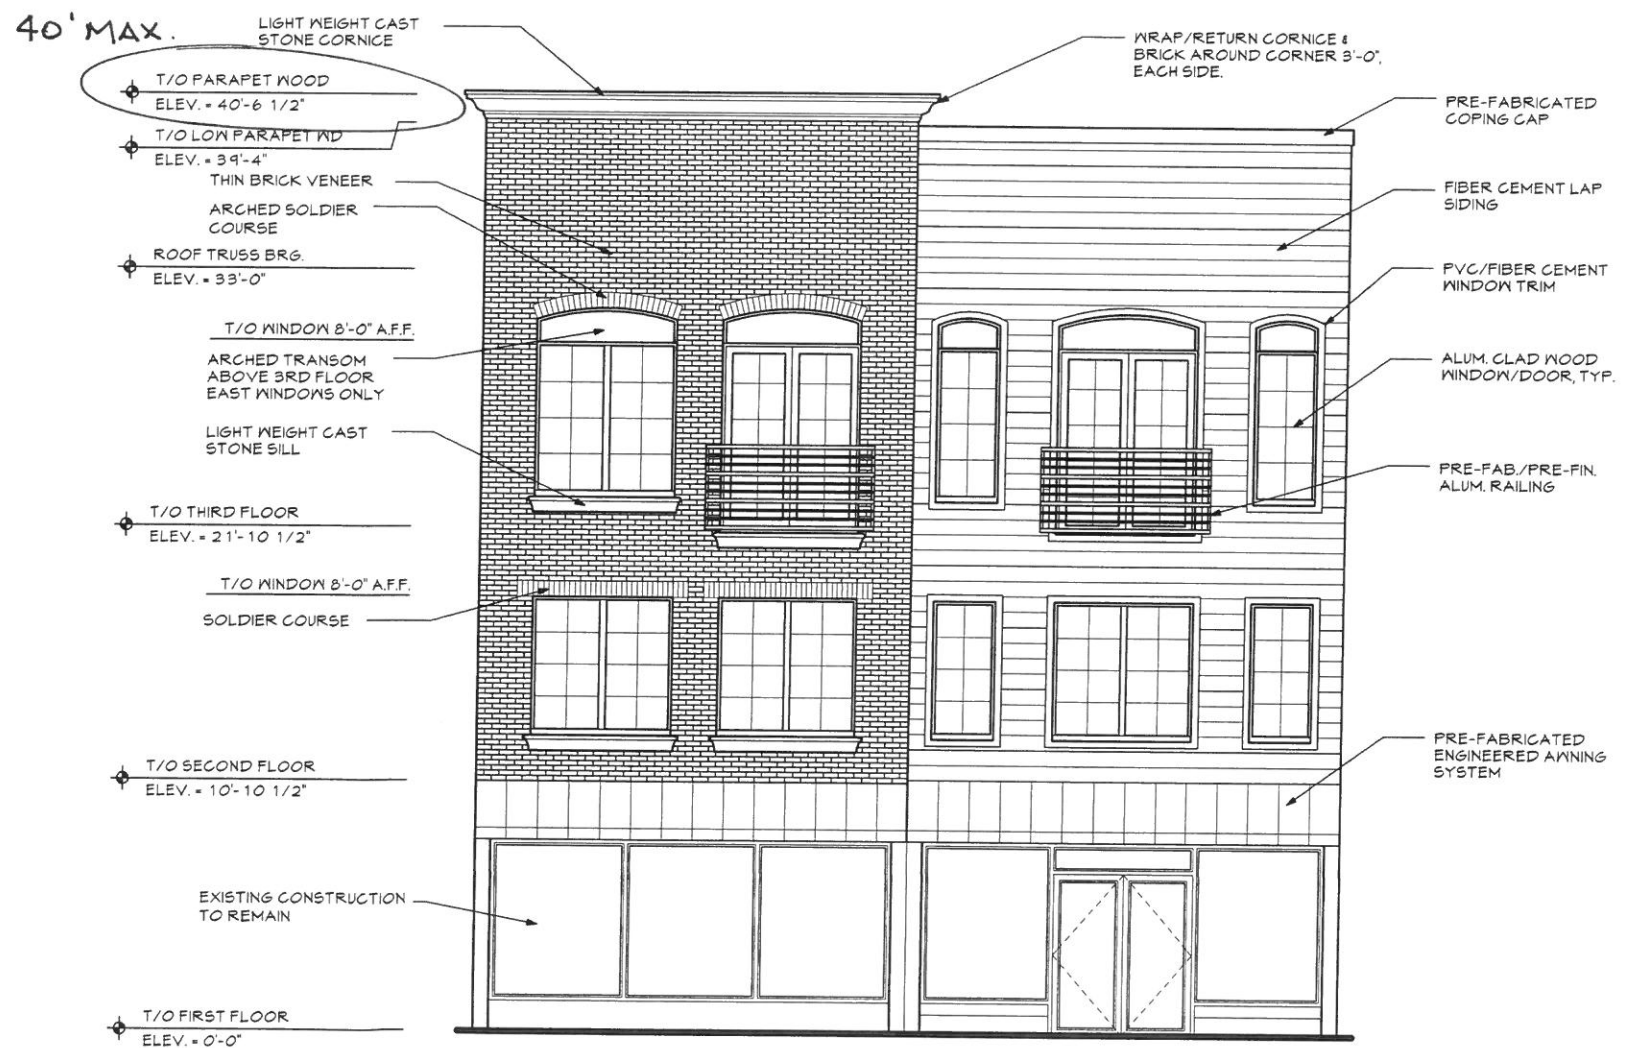 40' MAX.
LIGHT WEIGHT CAST
STONE CORNICE
T/O PARAPET WOOD
ELEV. = 40'-6 1/2"
T/O LOW PARAPET WD
ELEV. = 39'-4"
THIN BRICK VENEER
ARCHED SOLDIER
COURSE
ROOF TRUSS BRG.
ELEV. = 33'-0"
T/O WINDOW 8'-0" A.F.F.
ARCHED TRANSOM
ABOVE 3RD FLOOR
EAST WINDOWS ONLY
LIGHT WEIGHT CAST
STONE SILL
T/O THIRD FLOOR
ELEV. = 21'-10 1/2"
T/O WINDOW 8'-0" A.F.F.
SOLDIER COURSE
T/O SECOND FLOOR
ELEV. = 10'-10 1/2"
EXISTING CONSTRUCTION
TO REMAIN
T/O FIRST FLOOR
ELEV. = 0'-0"
WRAP/RETURN CORNICE &
BRICK AROUND CORNER 3'-0",
EACH SIDE.
PRE-FABRICATED
COPING CAP
FIBER CEMENT LAP
SIDING
PVC/FIBER CEMENT
WINDOW TRIM
ALUM. CLAD WOOD
WINDOW/DOOR, TYP.
PRE-FAB./PRE-FIN.
ALUM. RAILING
PRE-FABRICATED
ENGINEERED AWNING
SYSTEM